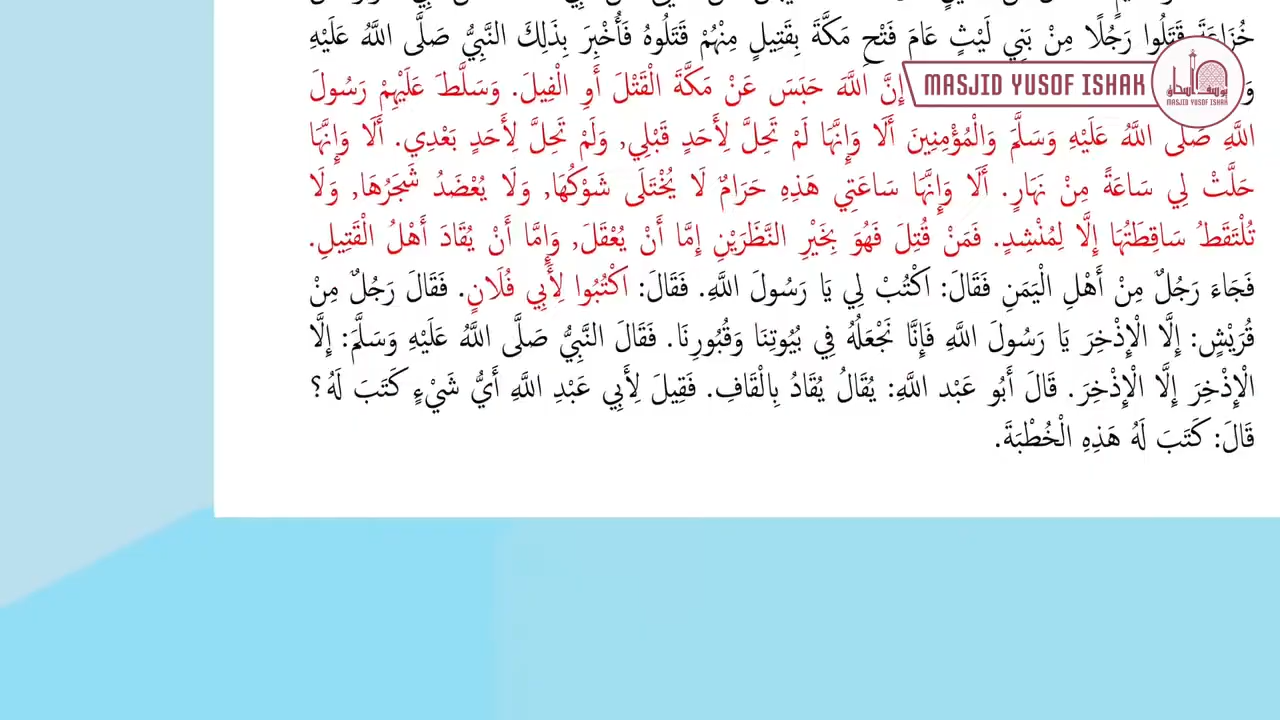 خُزَاعَةَ قَتَلُوا رَجُلًا مِنْ بَنِي لَيْثٍ عَامَ فَتْحِ مَكَّةَ بِقَتِيلٍ مِنْهُمْ قَتَلُوهُ فَأُخْبِرَ بِذَلِكَ النَّبِيُّ صَلَّى اللَّهُ عَلَيْهِ
إِنَّ اللَّهَ حَبَسَ عَنْ مَكَّةَ الْقَتْلَ أَوِ الْفِيلَ. وَسَلَّطَ عَلَيْهِمْ رَسُولَ
اللَّهِ صَلَّى اللَّهُ عَلَيْهِ وَسَلَّمَ وَالْمُؤْمِنِينَ أَلَا وَإِنَّهَا لَمْ تَحِلَّ لِأَحَدٍ قَبْلِي, وَلَمْ تَحِلَّ لِأَحَدٍ بَعْدِي. أَلَا وَإِنَّهَا
حَلَّتْ لِي سَاعَةً مِنْ نَهَارٍ. أَلَا وَإِنَّهَا سَاعَتِي هَذِهِ حَرَامٌ لَا يُخْتَلَى شَوْكُهَا, وَلَا يُعْضَدُ شَجَرُهَا, وَلَا
تُلْتَقَطُ سَاقِطَتُهَا إِلَّا لِمُنْشِدٍ. فَمَنْ قُتِلَ فَهُوَ بِخَيْرِ النَّظَرَيْنِ إِمَّا أَنْ يُعْقَلَ, وَإِمَّا أَنْ يُقَادَ أَهْلُ الْقَتِيلِ.
فَجَاءَ رَجُلٌ مِنْ أَهْلِ الْيَمَنِ فَقَالَ: اكْتُبْ لِي يَا رَسُولَ اللَّهِ. فَقَالَ: اكْتُبُوا لِأَبِي فُلَانٍ. فَقَالَ رَجُلٌ مِنْ
قُرَيْشٍ: إِلَّا الْإِذْخِرَ يَا رَسُولَ اللَّهِ فَإِنَّا نَجْعَلُهُ فِي بُيُوتِنَا وَقُبُورِنَا. فَقَالَ النَّبِيُّ صَلَّى اللَّهُ عَلَيْهِ وَسَلَّمَ: إِلَّا
الْإِذْخِرَ إِلَّا الْإِذْخِرَ. قَالَ أَبُو عَبْد اللَّهِ: يُقَالُ يُقَادُ بِالْقَافِ. فَقِيلَ لِأَبِي عَبْدِ اللَّهِ أَيُّ شَيْءٍ كَتَبَ لَهُ؟
قَالَ: كَتَبَ لَهُ هَذِهِ الْخُطْبَةَ.
MASJID YUSOF ISHAK
MASJID YUSOF ISHAK